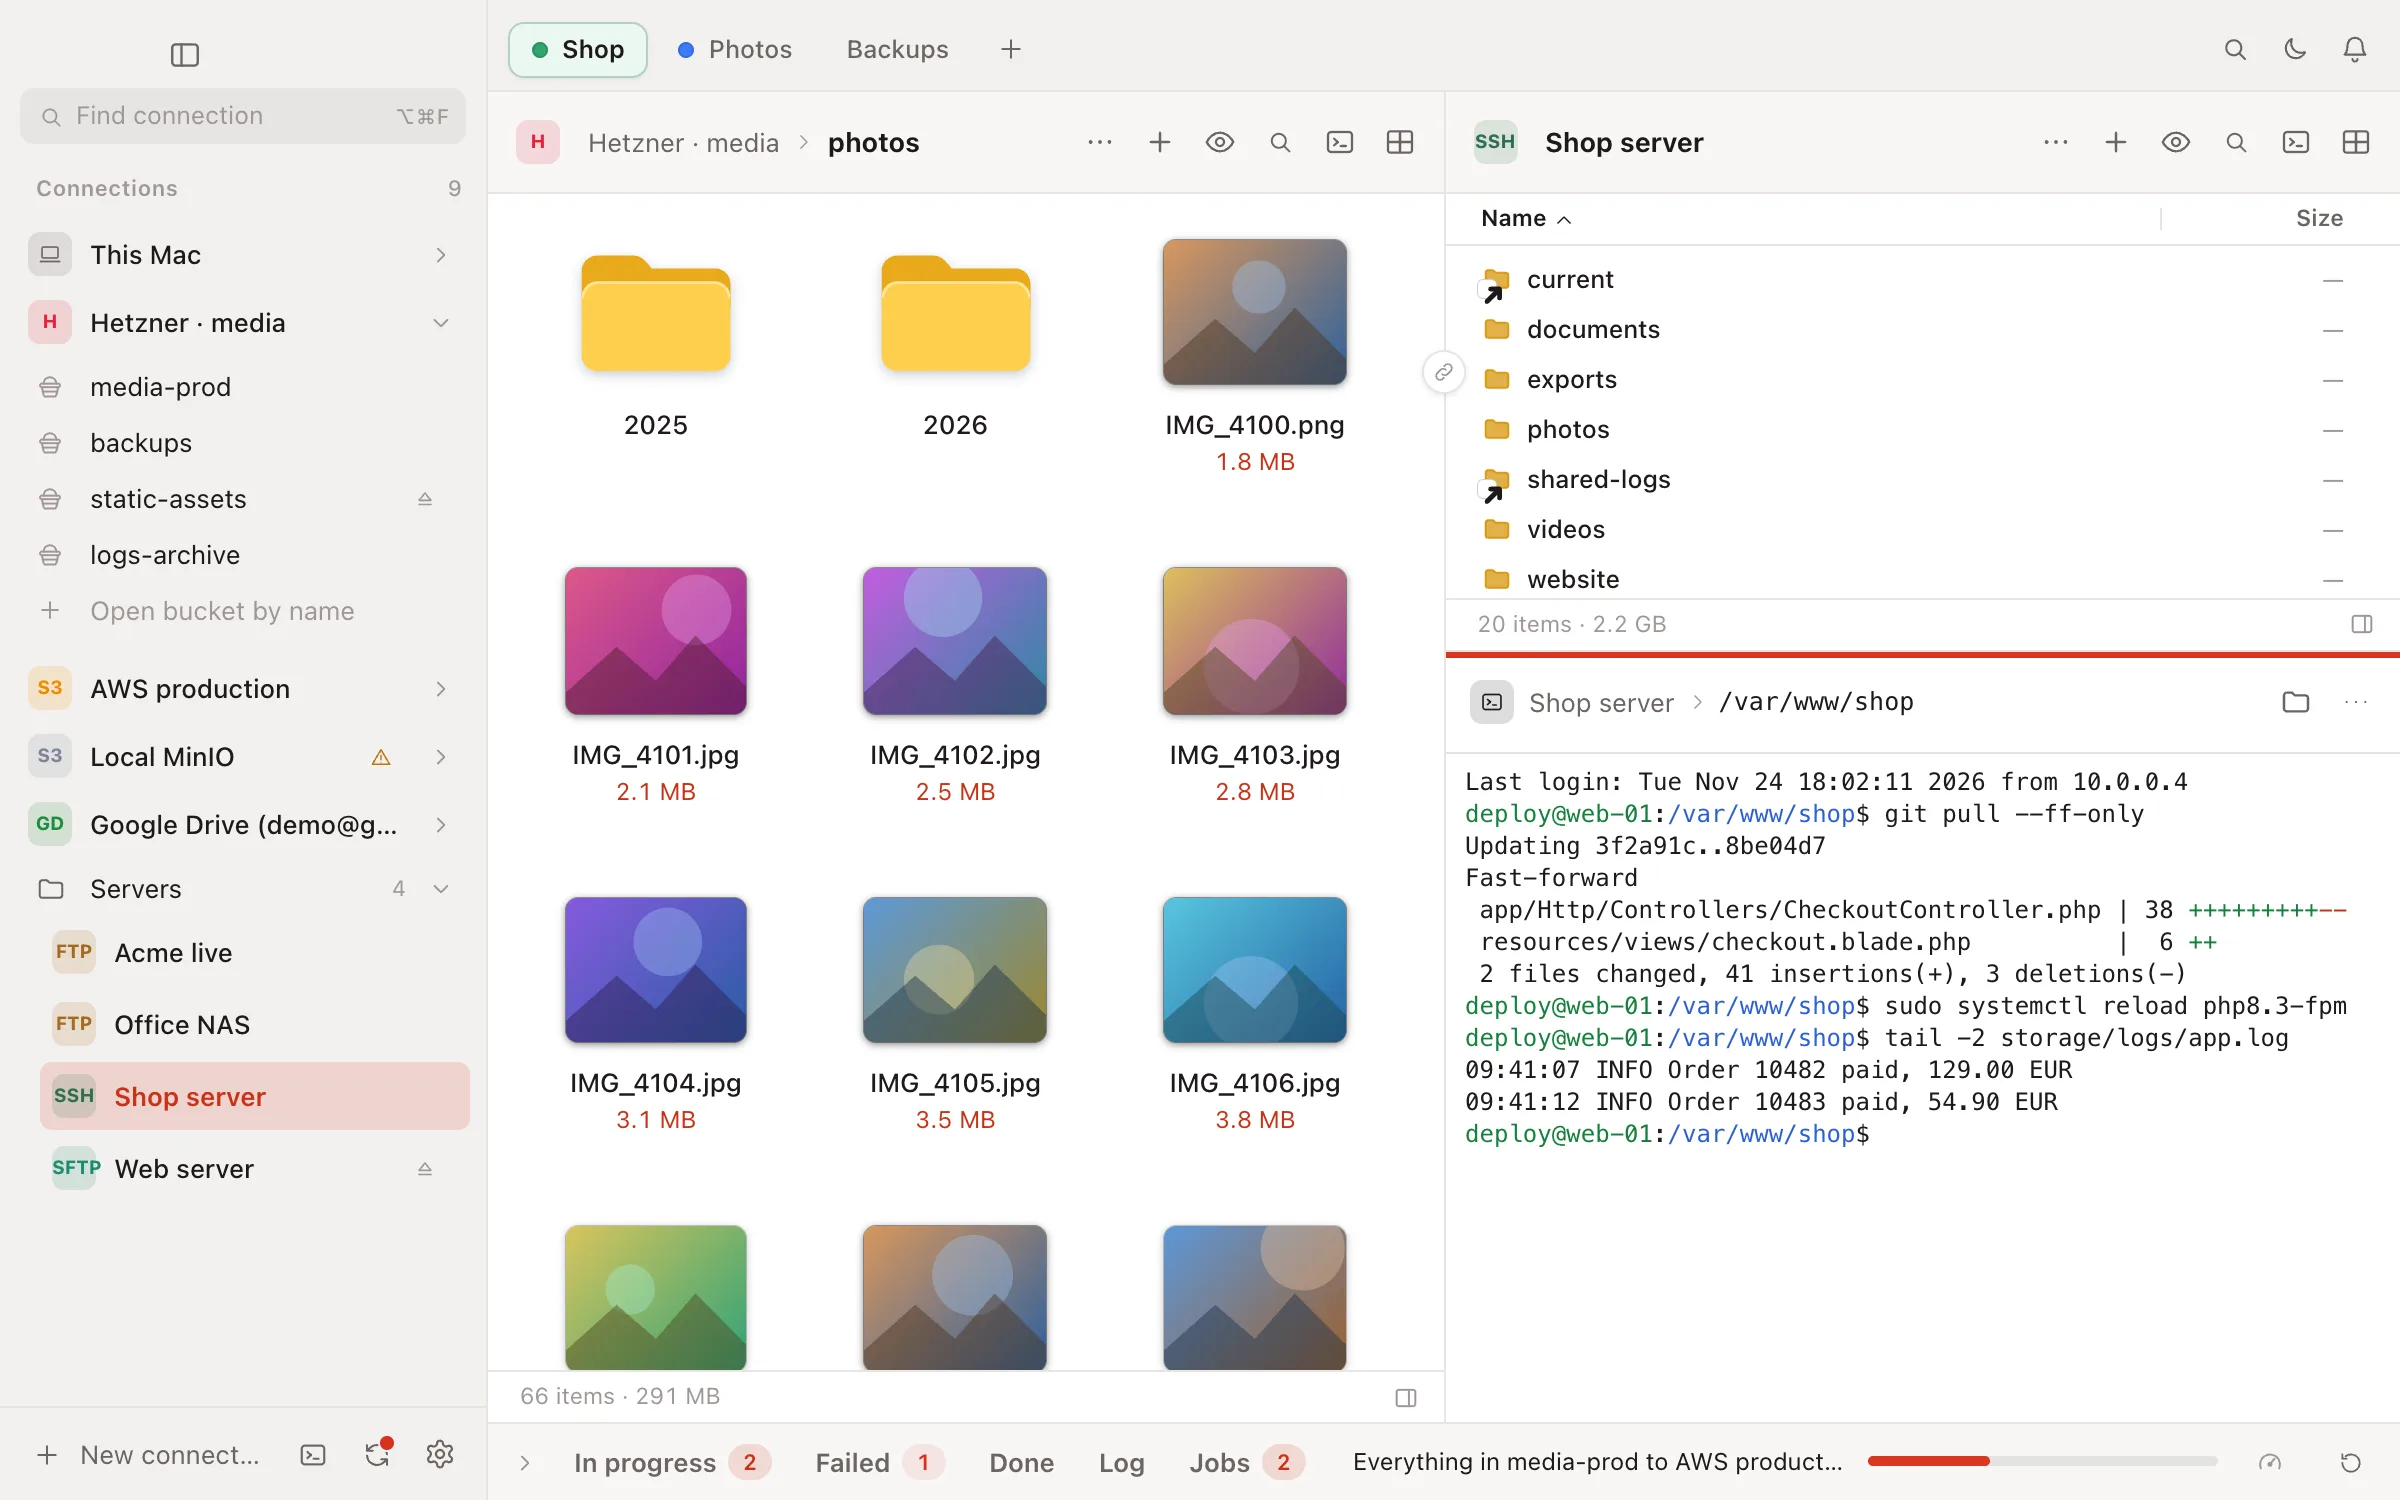 Find connection ⌥⌘F
Connections 9
This Mac
H Hetzner · media
media-prod
backups
static-assets
logs-archive
Open bucket by name
S3 AWS production
S3 Local MinIO
GD Google Drive (demo@g...
Servers 4
FTP Acme live
FTP Office NAS
SSH Shop server
SFTP Web server
New connect...
Shop
Photos
Backups
H Hetzner · media > photos
2025
2026
IMG_4100.png
1.8 MB
IMG_4101.jpg
2.1 MB
IMG_4102.jpg
2.5 MB
IMG_4103.jpg
2.8 MB
IMG_4104.jpg
3.1 MB
IMG_4105.jpg
3.5 MB
IMG_4106.jpg
3.8 MB
66 items · 291 MB
SSH Shop server
Name Size
current —
documents —
exports —
photos —
shared-logs —
videos —
website —
20 items · 2.2 GB
Shop server > /var/www/shop
Last login: Tue Nov 24 18:02:11 2026 from 10.0.0.4
deploy@web-01:/var/www/shop$ git pull --ff-only
Updating 3f2a91c..8be04d7
Fast-forward
app/Http/Controllers/CheckoutController.php | 38 +++++++++--
resources/views/checkout.blade.php | 6 ++
2 files changed, 41 insertions(+), 3 deletions(-)
deploy@web-01:/var/www/shop$ sudo systemctl reload php8.3-fpm
deploy@web-01:/var/www/shop$ tail -2 storage/logs/app.log
09:41:07 INFO Order 10482 paid, 129.00 EUR
09:41:12 INFO Order 10483 paid, 54.90 EUR
deploy@web-01:/var/www/shop$
In progress 2
Failed 1
Done
Log
Jobs 2
Everything in media-prod to AWS product...